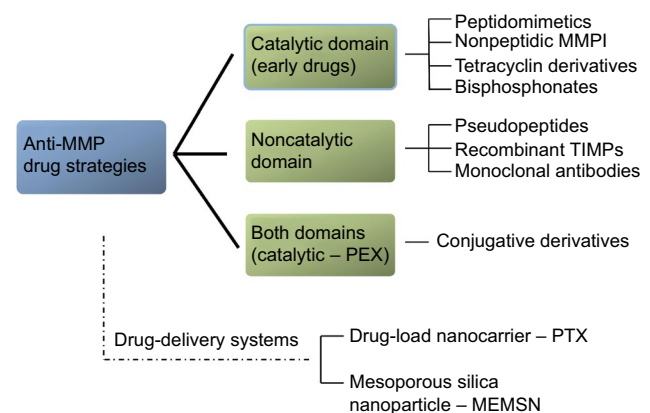 Anti-MMP
drug strategies
Catalytic domain
(early drugs)
Peptidomimetics
Nonpeptidic MMPI
Tetracyclin derivatives
Bisphosphonates
Noncatalytic
domain
Pseudopeptides
Recombinant TIMPs
Monoclonal antibodies
Both domains
(catalytic – PEX)
Conjugative derivatives
Drug-delivery systems
Drug-load nanocarrier – PTX
Mesoporous silica
nanoparticle – MEMSN